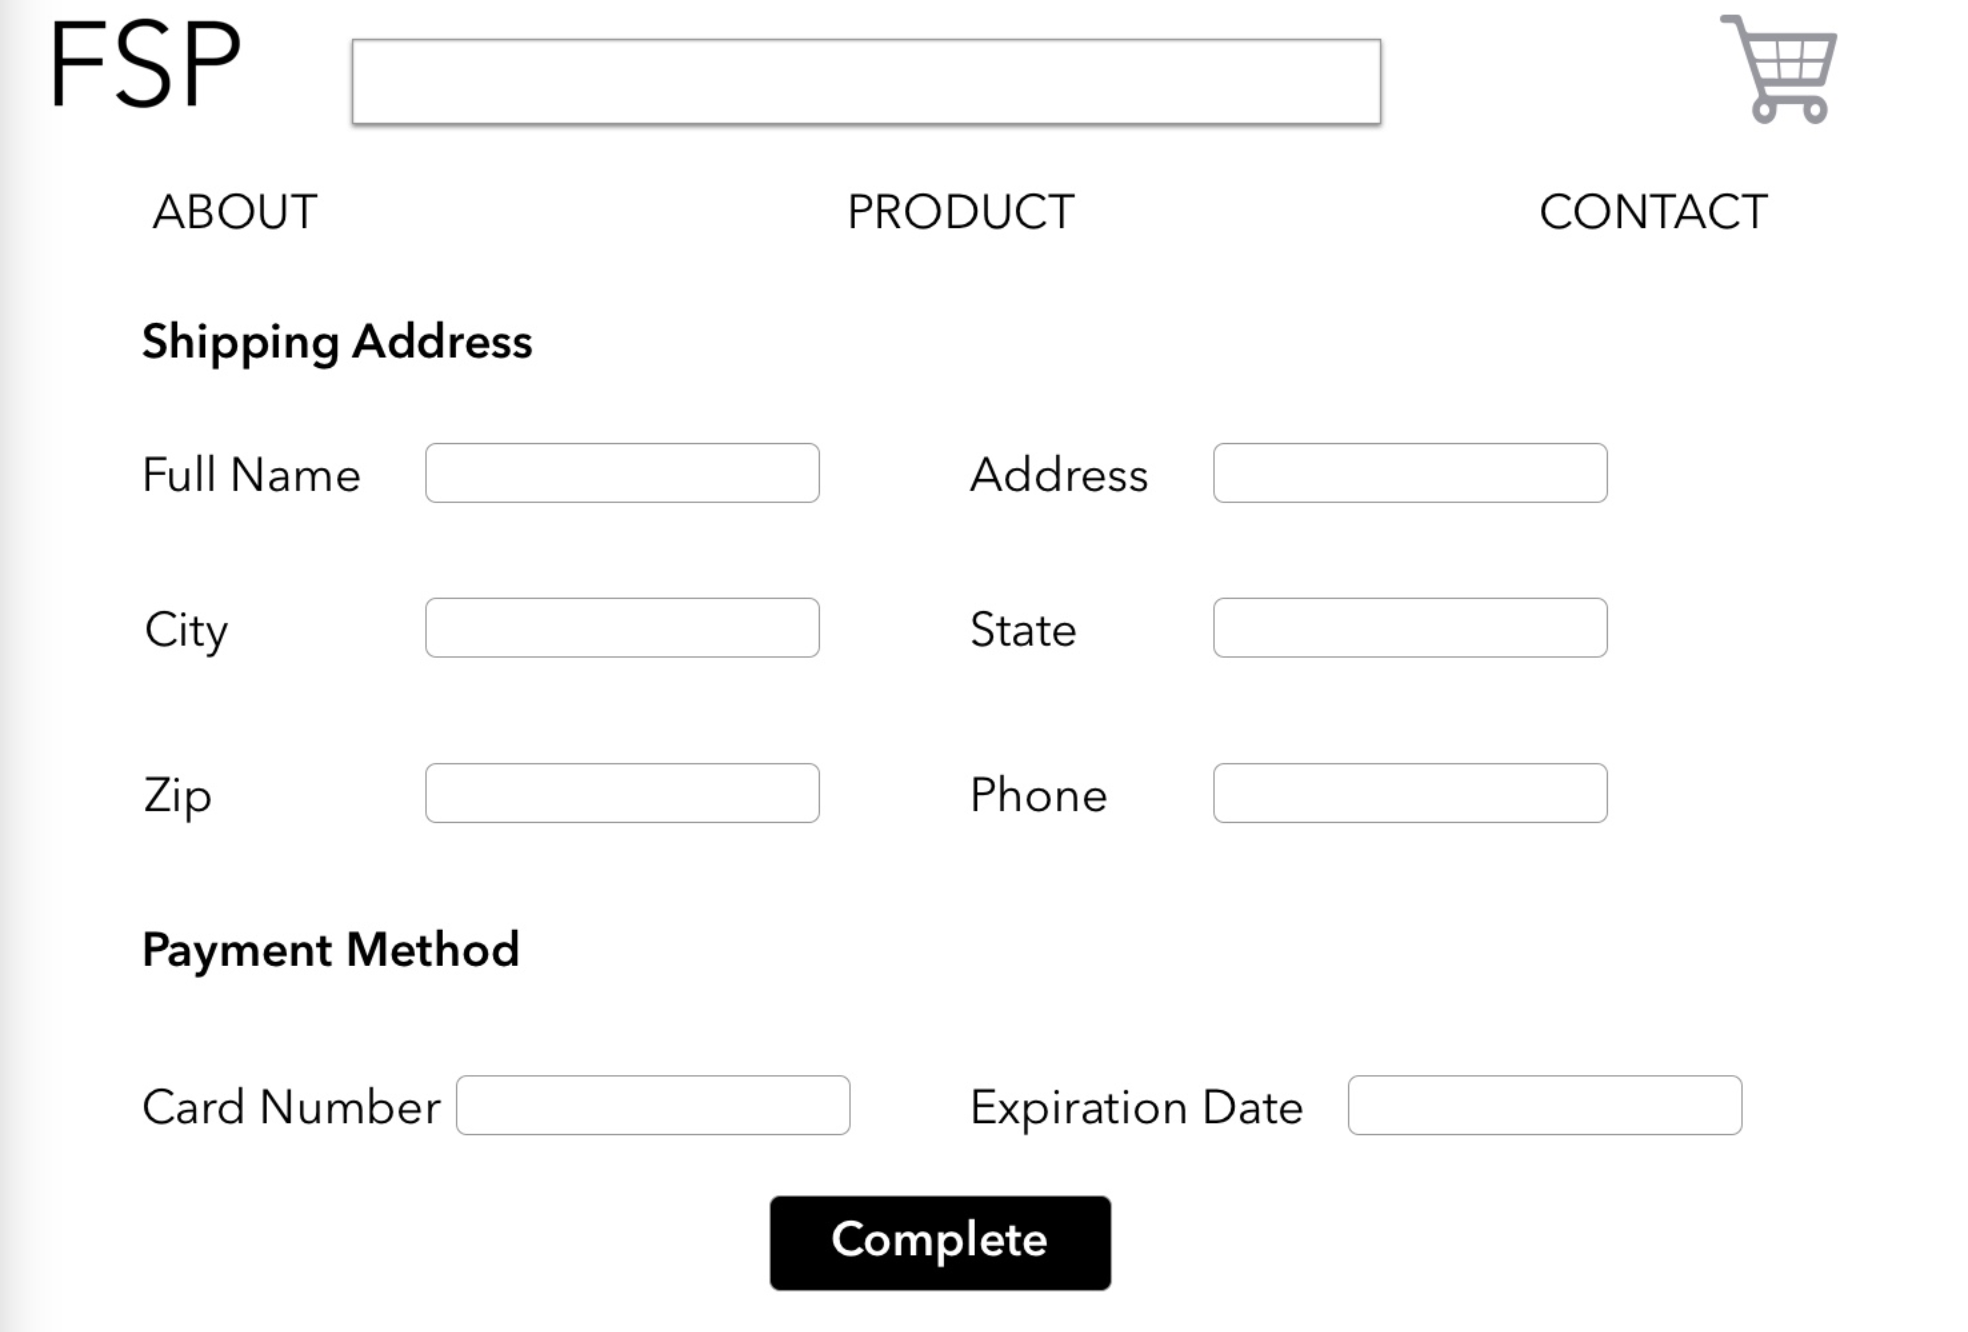 FSP
ABOUT PRODUCT CONTACT
Shipping Address
Full Name Address
City State
Zip Phone
Payment Method
Card Number Expiration Date
Complete